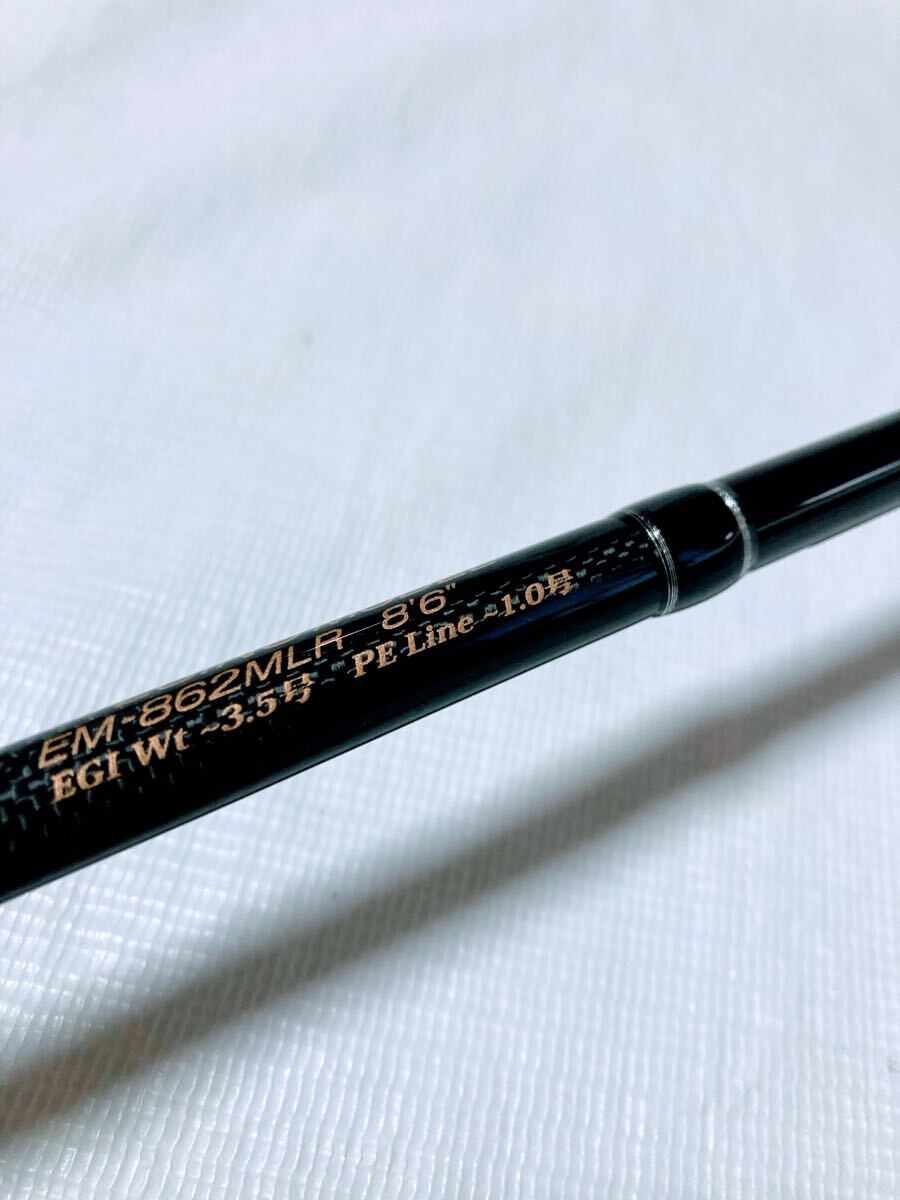 EM-862MLR 8'6"
EGI Wt ~3.5号 PE Line ~1.0号